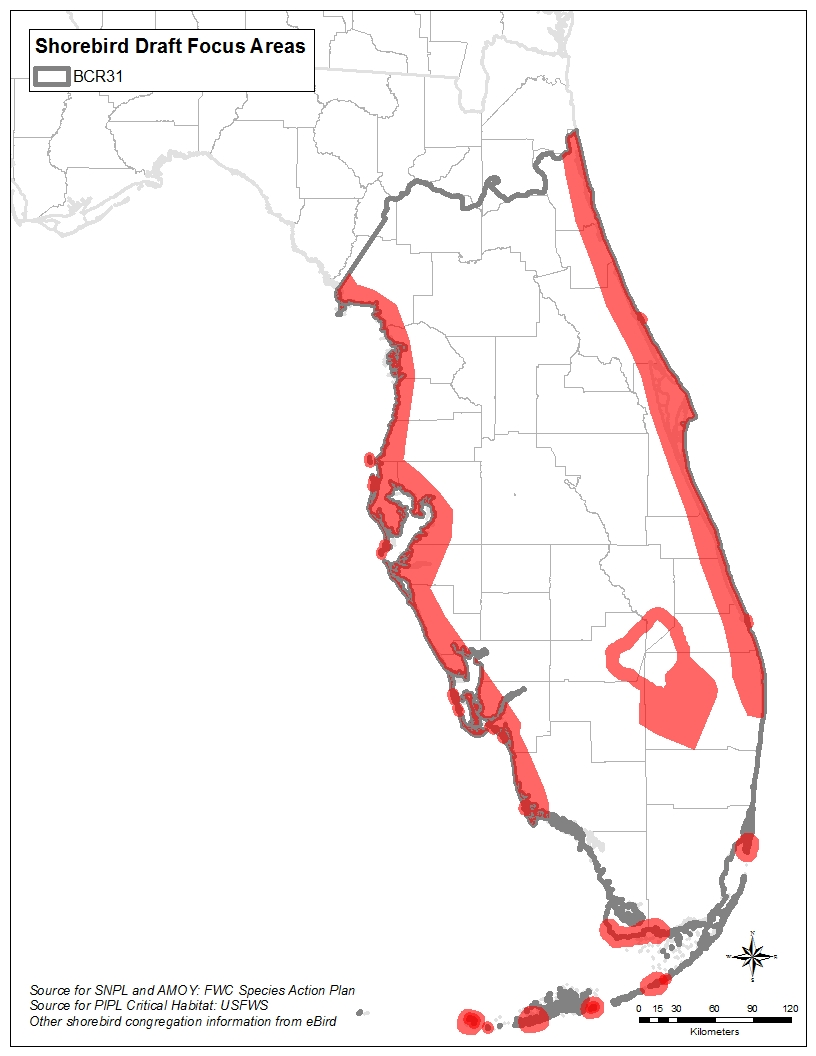 Shorebird Draft Focus Areas
BCR31
N
W E
S
Source for SNPL and AMOY: FWC Species Action Plan
Source for PIPL Critical Habitat: USFWS
Other shorebird congregation information from eBird
0 15 30 60 90 120
Kilometers